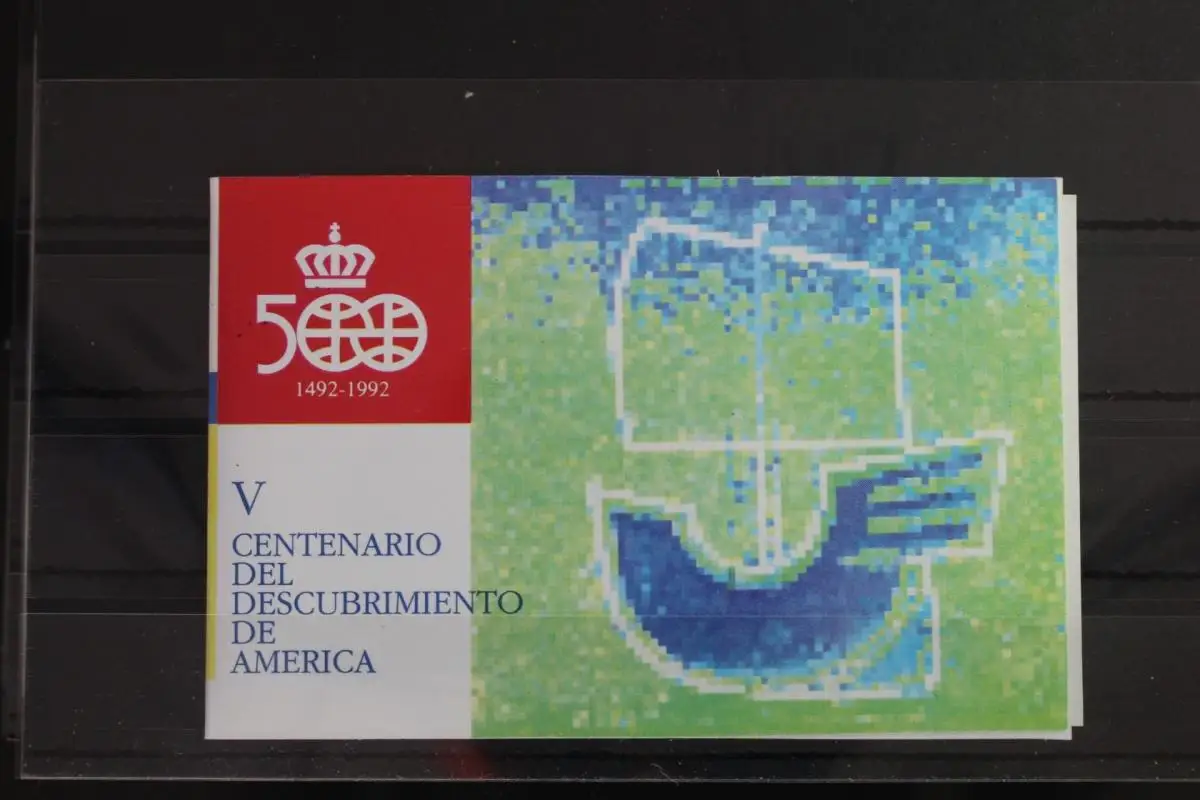 500
1492-1992
V
CENTENARIO
DEL
DESCUBRIMIENTO
DE
AMERICA